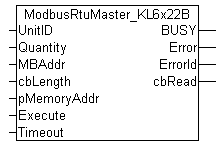 ModbusRtuMaster_KL6x22B
UnitID BUSY
Quantity Error
MBAddr ErrorId
cbLength cbRead
pMemoryAddr
Execute
Timeout